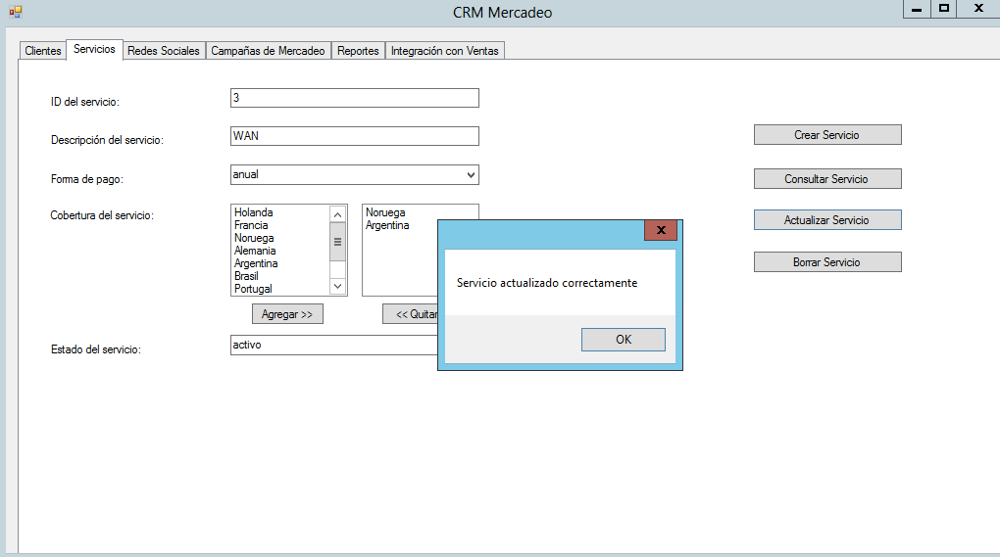 CRM Mercadeo
Clientes Servicios Redes Sociales Campañas de Mercadeo Reportes Integración con Ventas
ID del servicio: 3
Descripción del servicio: WAN
Forma de pago: anual
Cobertura del servicio:
Holanda
Francia
Noruega
Alemania
Argentina
Brasil
Portugal
Noruega
Argentina
Agregar >> << Quitar
Estado del servicio: activo
Crear Servicio
Consultar Servicio
Actualizar Servicio
Borrar Servicio
Servicio actualizado correctamente
OK